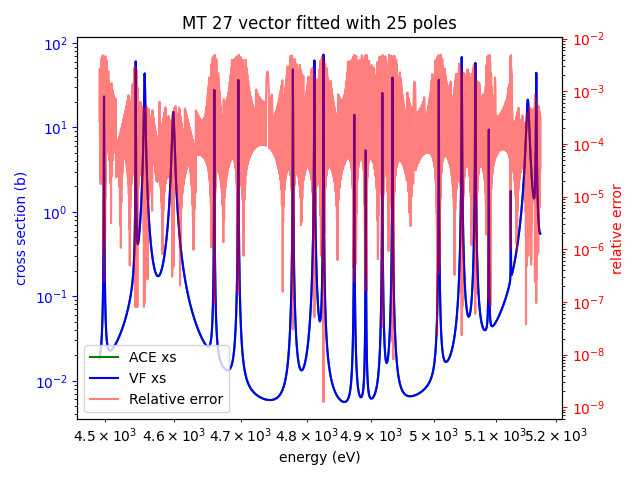 MT 27 vector fitted with 25 poles
cross section (b)
10²
10¹
10⁰
10⁻¹
10⁻²
10⁻²
10⁻³
10⁻⁴
10⁻⁵
10⁻⁶
10⁻⁷
10⁻⁸
10⁻⁹
relative error
ACE xs
VF xs
Relative error
4.5 × 10³ 4.6 × 10³ 4.7 × 10³ 4.8 × 10³ 4.9 × 10³ 5 × 10³ 5.1 × 10³ 5.2 × 10³
energy (eV)